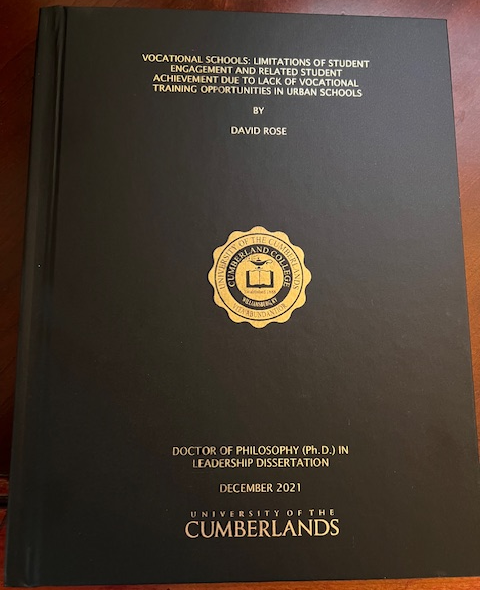 VOCATIONAL SCHOOLS: LIMITATIONS OF STUDENT
ENGAGEMENT AND RELATED STUDENT
ACHIEVEMENT DUE TO LACK OF VOCATIONAL
TRAINING OPPORTUNITIES IN URBAN SCHOOLS
BY
DAVID ROSE
UNIVERSITY OF THE CUMBERLANDS
CUMBERLAND COLLEGE
WILLIAMSBURG, KY
DOCTOR OF PHILOSOPHY (Ph.D.) IN
LEADERSHIP DISSERTATION
DECEMBER 2021
UNIVERSITY OF THE
CUMBERLANDS